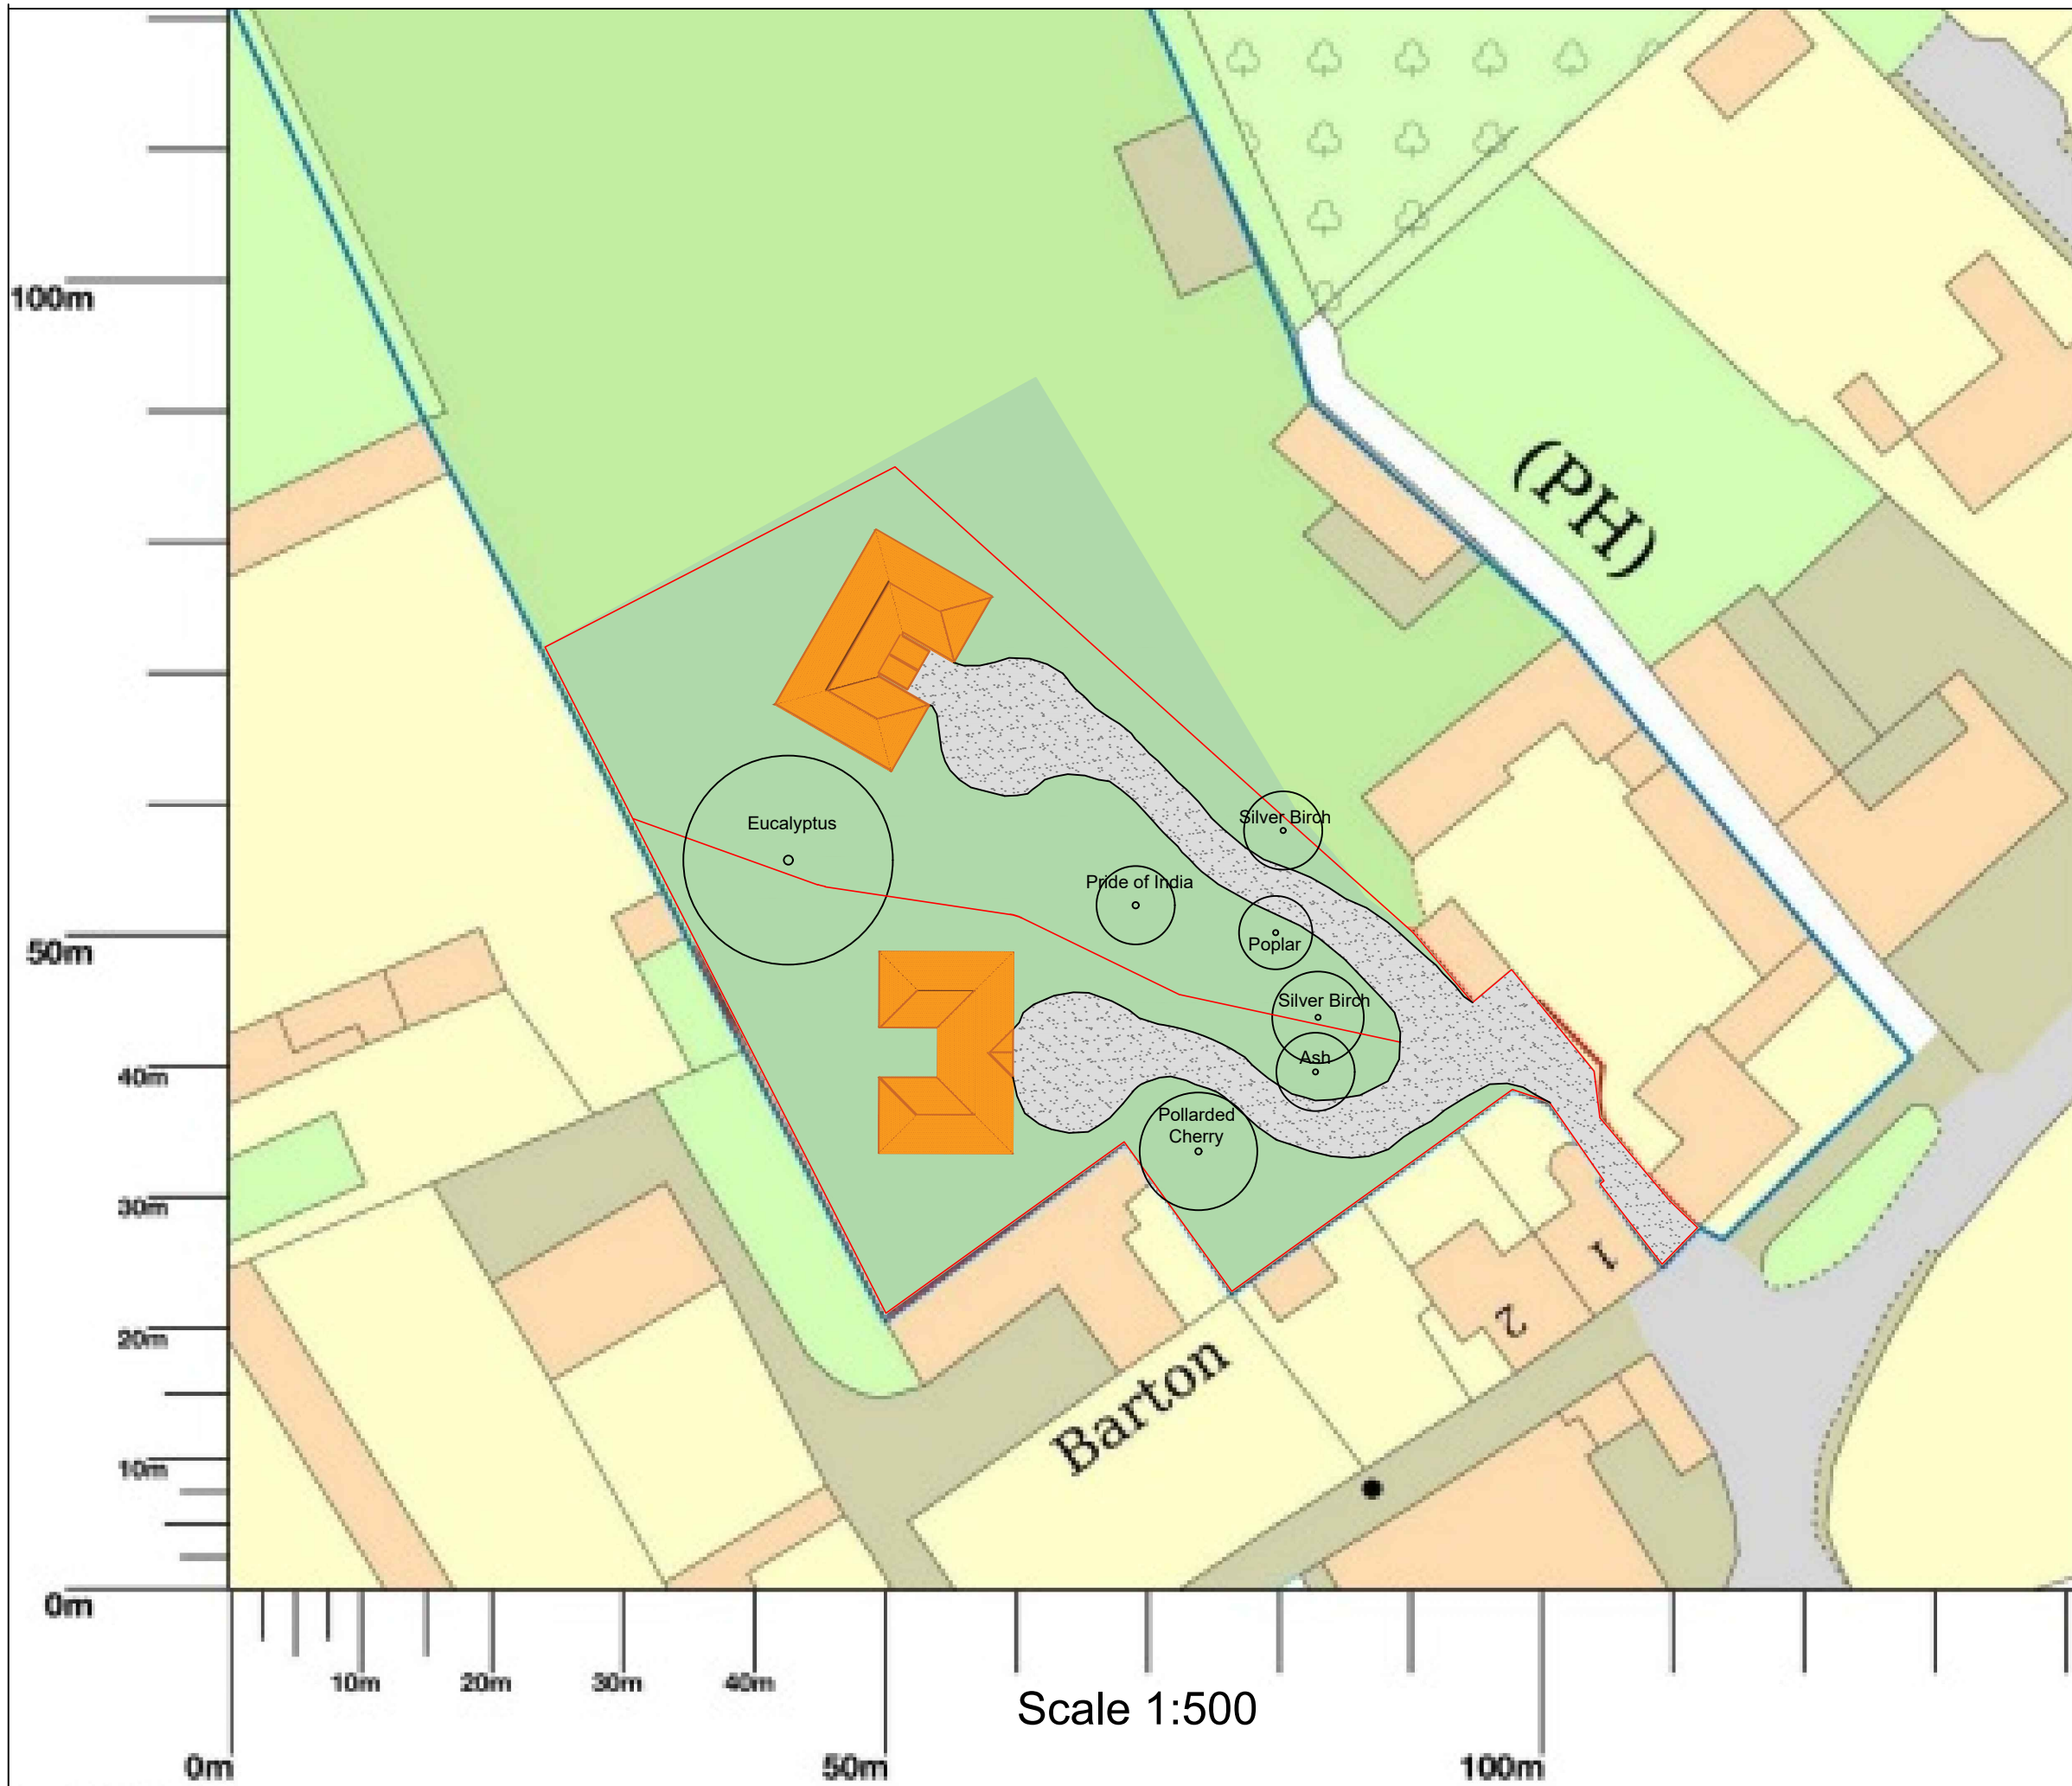 100m
(PH)
Eucalyptus
Silver Birch
Pride of India
Poplar
50m
Silver Birch
Ash
40m
Pollarded
Cherry
30m
1
2
20m
Barton
10m
0m
10m
20m
30m
40m
Scale 1:500
0m
50m
100m